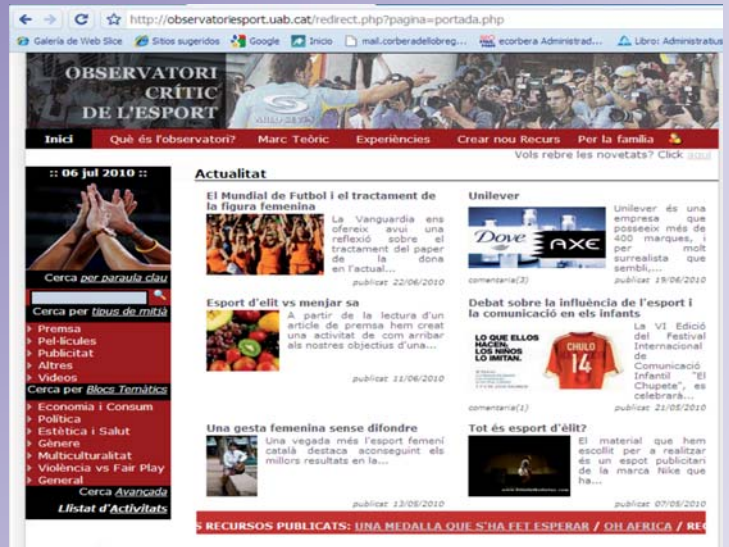 http://observatoriesport.uab.cat/redirect.php?pagina=portada.php
Galería de Web Slice Sitios sugeridos Google Inicio mail.corberadellobreg... ecorbera Administrad... Libro: Administratius
OBSERVATORI
CRÍTIC
DE L'ESPORT
Inici Què és l'observatori? Marc Teòric Experiències Crear nou Recurs Per la família
Vols rebre les novetats? Click aquí
:: 06 jul 2010 ::
Cerca per paraula clau
Cerca per tipus de mitjà
Premsa
Pel·lícules
Publicitat
Altres
Videos
Cerca per Blocs Temàtics
Economia i Consum
Política
Estètica i Salut
Gènere
Multiculturalitat
Violència vs Fair Play
General
Cerca Avançada
Llistat d'Activitats
Actualitat
El Mundial de Futbol i el tractament de
la figura femenina
La Vanguardia ens
ofereix avui una
reflexió sobre el
tractament del paper
de la dona
en l'actual...
publicat 22/06/2010
Unilever
Dove AXE
Unilever és una
empresa que
posseeix més de
400 marques, i
per molt
surrealista que
sembli,...
comentaris(3) publicat 19/06/2010
Esport d'elit vs menjar sa
A partir de la lectura d'un
article de premsa hem creat
una activitat de com arribar
als nostres objectius d'una...
publicat 11/06/2010
Debat sobre la influència de l'esport i
la comunicació en els infants
LO QUE ELLOS
HACEN,
LOS NIÑOS
LO IMITAN.
CHULO
14
La VI Edició
del Festival
Internacional
de
Comunicació
Infantil "El
Chupete", es
celebrarà...
comentaris(1) publicat 21/05/2010
Una gesta femenina sense difondre
Una vegada més l'esport femení
català destaca aconseguint els
millors resultats en la...
publicat 13/05/2010
Tot és esport d'èlit?
El material que hem
escollit per a realitzar
és un espot publicitari
de la marca Nike que
ha...
publicat 07/05/2010
S RECURSOS PUBLICATS: UNA MEDALLA QUE S'HA FET ESPERAR / OH AFRICA / REC